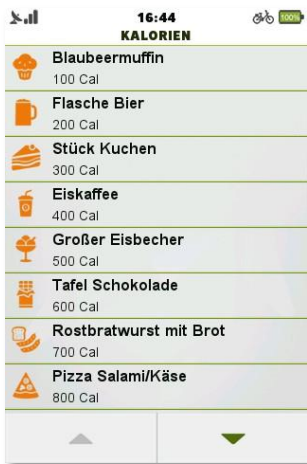 16:44
100%
KALORIEN
Blaubeermuffin
100 Cal
Flasche Bier
200 Cal
Stück Kuchen
300 Cal
Eiskaffee
400 Cal
Großer Eisbecher
500 Cal
Tafel Schokolade
600 Cal
Rostbratwurst mit Brot
700 Cal
Pizza Salami/Käse
800 Cal